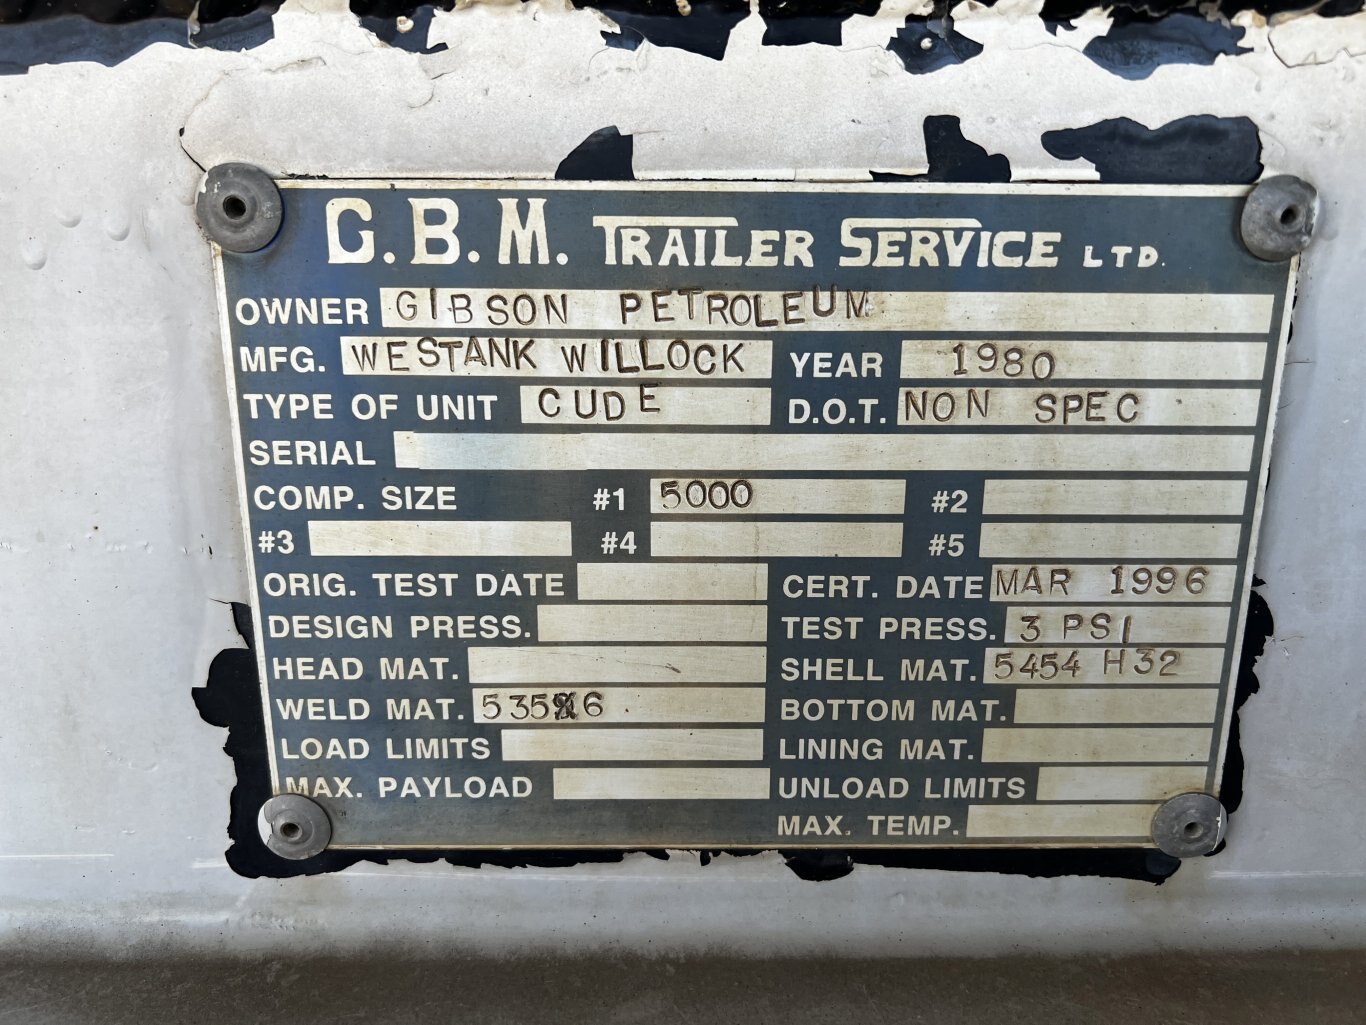 G.B.M. TRAILER SERVICE LTD.
OWNER GIBSON PETROLEUM
MFG. WESTANK WILLOCK YEAR 1980
TYPE OF UNIT CUDE D.O.T. NON SPEC
SERIAL
COMP. SIZE #1 5000 #2
#3 #4 #5
ORIG. TEST DATE CERT. DATE MAR 1996
DESIGN PRESS. TEST PRESS. 3 PSI
HEAD MAT. SHELL MAT. 5454 H32
WELD MAT. BOTTOM MAT.
LOAD LIMITS LINING MAT.
MAX. PAYLOAD UNLOAD LIMITS
MAX. TEMP.